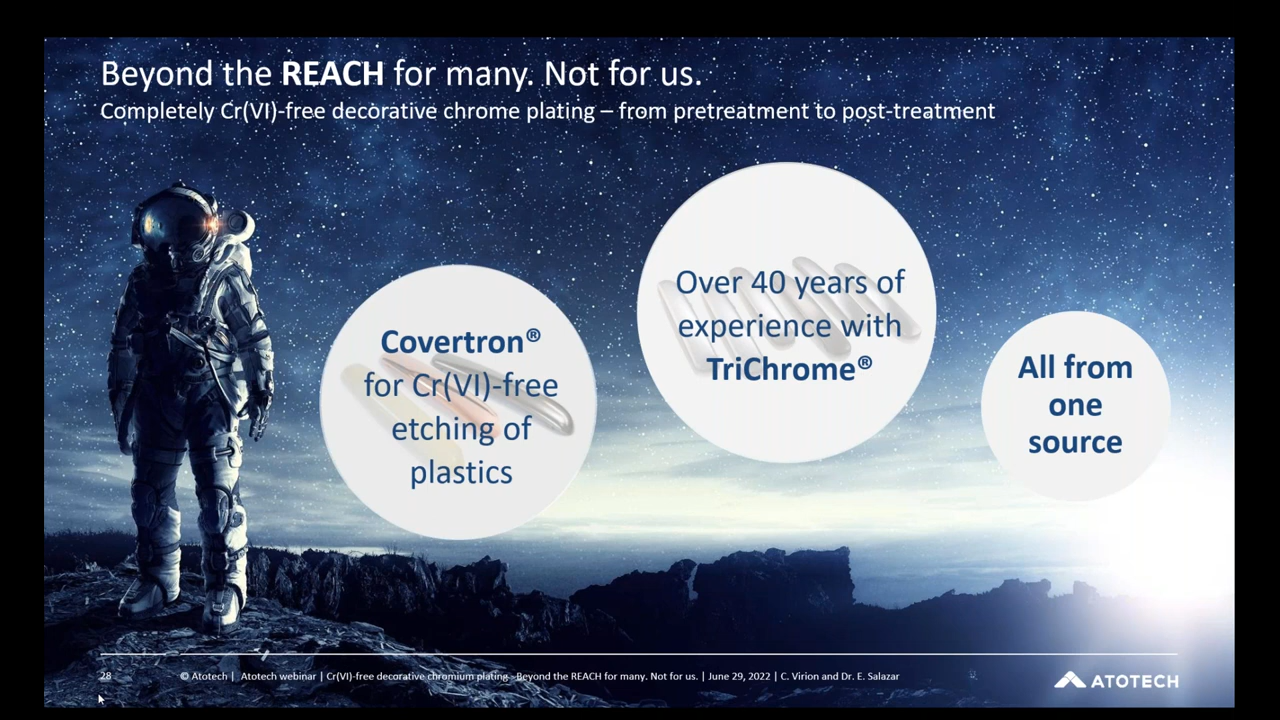 Beyond the REACH for many. Not for us.
Completely Cr(VI)-free decorative chrome plating – from pretreatment to post-treatment
Covertron®
for Cr(VI)-free
etching of
plastics
Over 40 years of
experience with
TriChrome®
All from
one
source
28
© Atotech | Atotech webinar | Cr(VI)-free decorative chromium plating -Beyond the REACH for many. Not for us. | June 29, 2022 | C. Virion and Dr. E. Salazar
ATOTECH